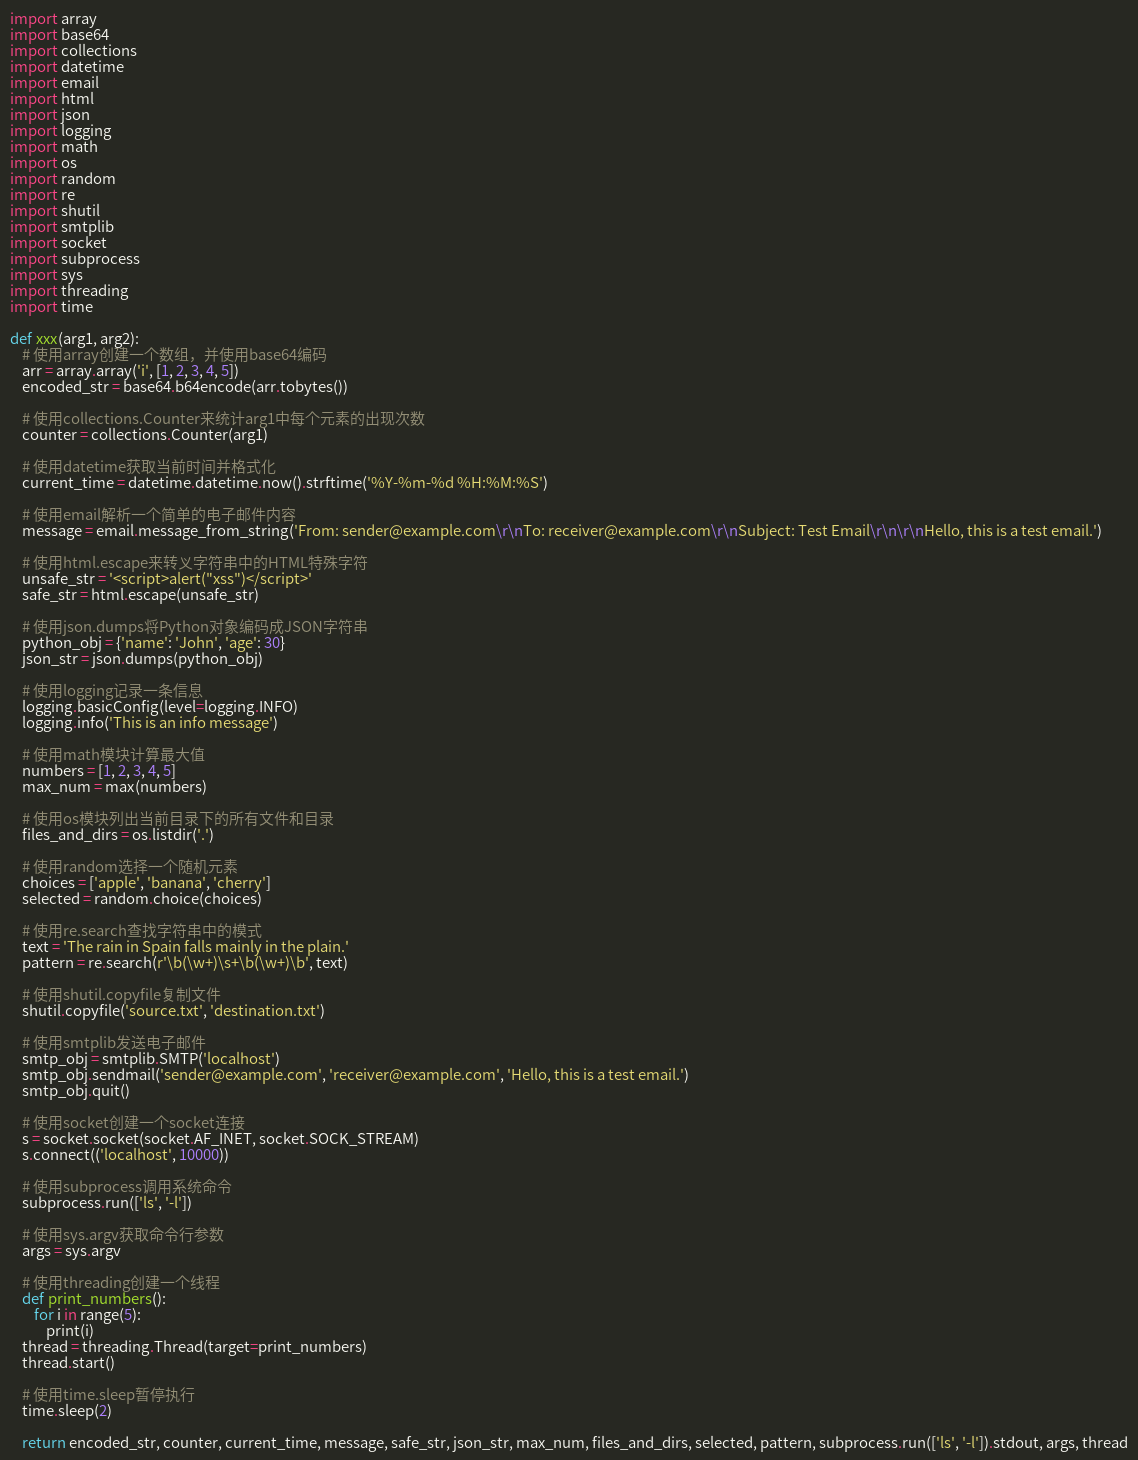 import array
import base64
import collections
import datetime
import email
import html
import json
import logging
import math
import os
import random
import re
import shutil
import smtplib
import socket
import subprocess
import sys
import threading
import time

def xxx(arg1, arg2):
    # 使用array创建一个数组，并使用base64编码
    arr = array.array('i', [1, 2, 3, 4, 5])
    encoded_str = base64.b64encode(arr.tobytes())

    # 使用collections.Counter来统计arg1中每个元素的出现次数
    counter = collections.Counter(arg1)

    # 使用datetime获取当前时间并格式化
    current_time = datetime.datetime.now().strftime('%Y-%m-%d %H:%M:%S')

    # 使用email解析一个简单的电子邮件内容
    message = email.message_from_string('From: sender@example.com\r\nTo: receiver@example.com\r\nSubject: Test Email\r\n\r\nHello, this is a test email.')

    # 使用html.escape来转义字符串中的HTML特殊字符
    unsafe_str = '<script>alert("xss")</script>'
    safe_str = html.escape(unsafe_str)

    # 使用json.dumps将Python对象编码成JSON字符串
    python_obj = {'name': 'John', 'age': 30}
    json_str = json.dumps(python_obj)

    # 使用logging记录一条信息
    logging.basicConfig(level=logging.INFO)
    logging.info('This is an info message')

    # 使用math模块计算最大值
    numbers = [1, 2, 3, 4, 5]
    max_num = max(numbers)

    # 使用os模块列出当前目录下的所有文件和目录
    files_and_dirs = os.listdir('.')

    # 使用random选择一个随机元素
    choices = ['apple', 'banana', 'cherry']
    selected = random.choice(choices)

    # 使用re.search查找字符串中的模式
    text = 'The rain in Spain falls mainly in the plain.'
    pattern = re.search(r'\b(\w+)\s+\b(\w+)\b', text)

    # 使用shutil.copyfile复制文件
    shutil.copyfile('source.txt', 'destination.txt')

    # 使用smtplib发送电子邮件
    smtp_obj = smtplib.SMTP('localhost')
    smtp_obj.sendmail('sender@example.com', 'receiver@example.com', 'Hello, this is a test email.')
    smtp_obj.quit()

    # 使用socket创建一个socket连接
    s = socket.socket(socket.AF_INET, socket.SOCK_STREAM)
    s.connect(('localhost', 10000))

    # 使用subprocess调用系统命令
    subprocess.run(['ls', '-l'])

    # 使用sys.argv获取命令行参数
    args = sys.argv

    # 使用threading创建一个线程
    def print_numbers():
        for i in range(5):
            print(i)
    thread = threading.Thread(target=print_numbers)
    thread.start()

    # 使用time.sleep暂停执行
    time.sleep(2)

    return encoded_str, counter, current_time, message, safe_str, json_str, max_num, files_and_dirs, selected, pattern, subprocess.run(['ls', '-l']).stdout, args, thread